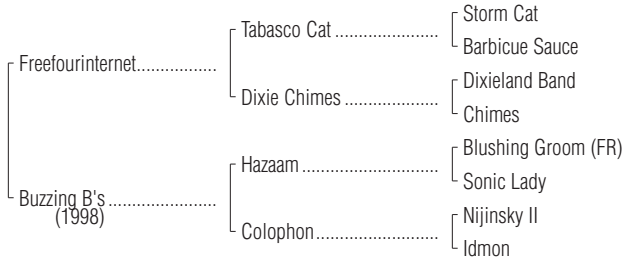 Storm Cat
Tabasco Cat ......................
Barbicue Sauce
Freefourinternet.................
Dixieland Band
Dixie Chimes ....................
Chimes
Blushing Groom (FR)
Hazaam .............................
Sonic Lady
Buzzing B's .......................
(1998)
Nijinsky II
Colophon ..........................
Idmon